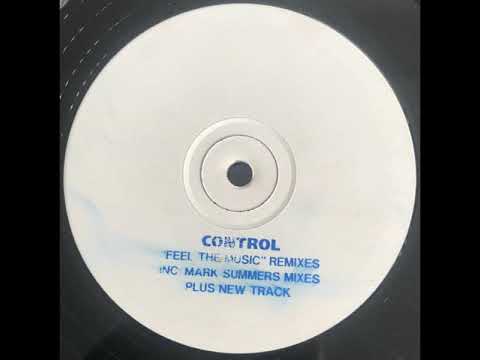 CONTROL
"FEEL THE MUSIC" REMIXES
INC. MARK SUMMERS MIXES
PLUS NEW TRACK